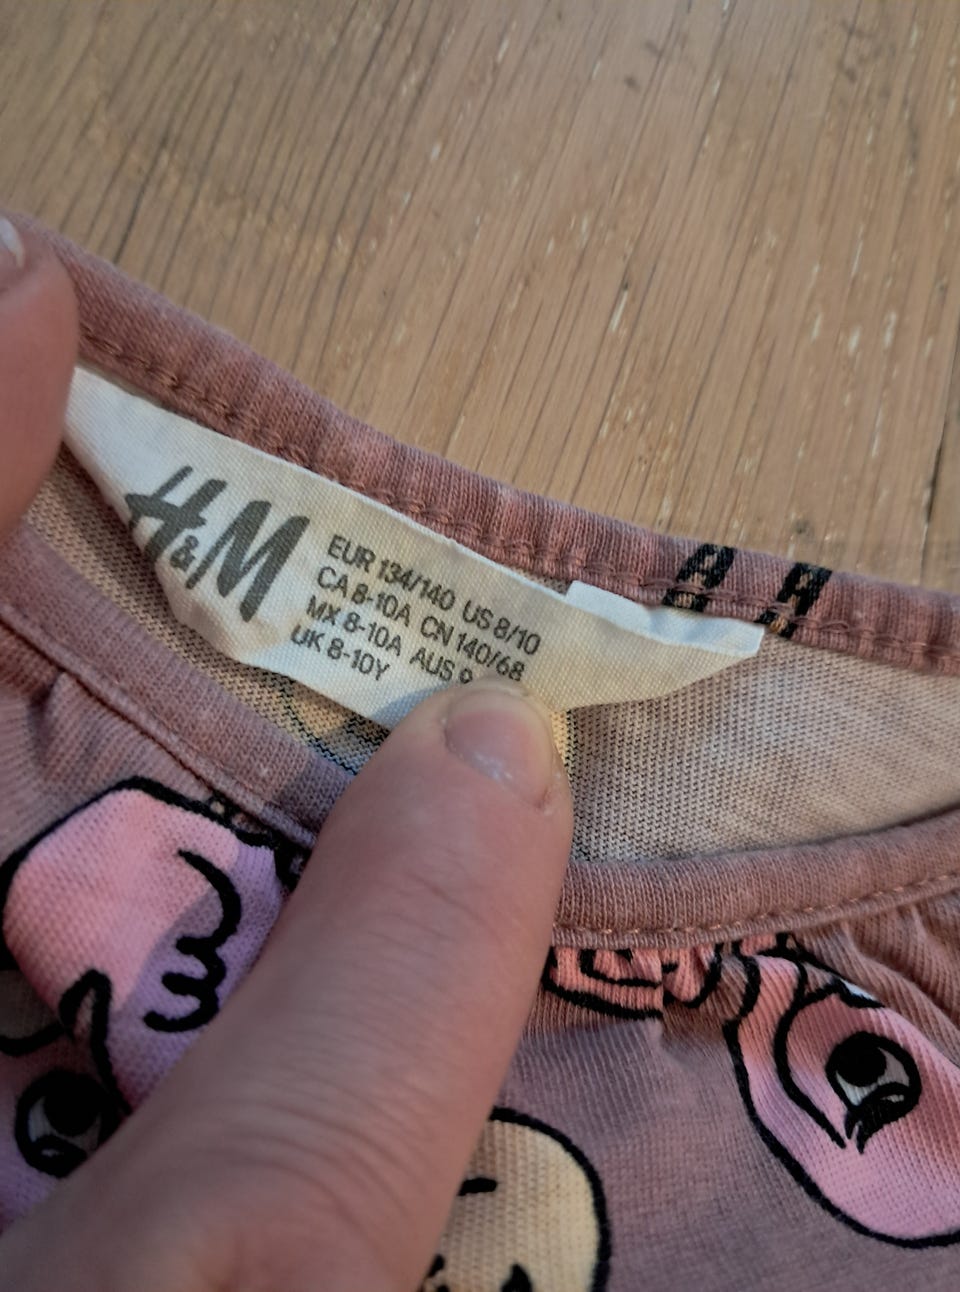 H&M
EUR 134/140 US 8/10
CA 8-10A CN 140/68
MX 8-10A AUS 9
UK 8-10Y